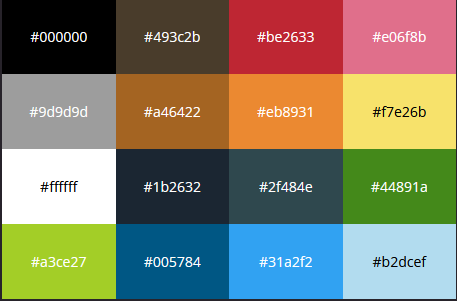 #000000 #493c2b #be2633 #e06f8b
#9d9d9d #a46422 #eb8931 #f7e26b
#ffffff #1b2632 #2f484e #44891a
#a3ce27 #005784 #31a2f2 #b2dcef